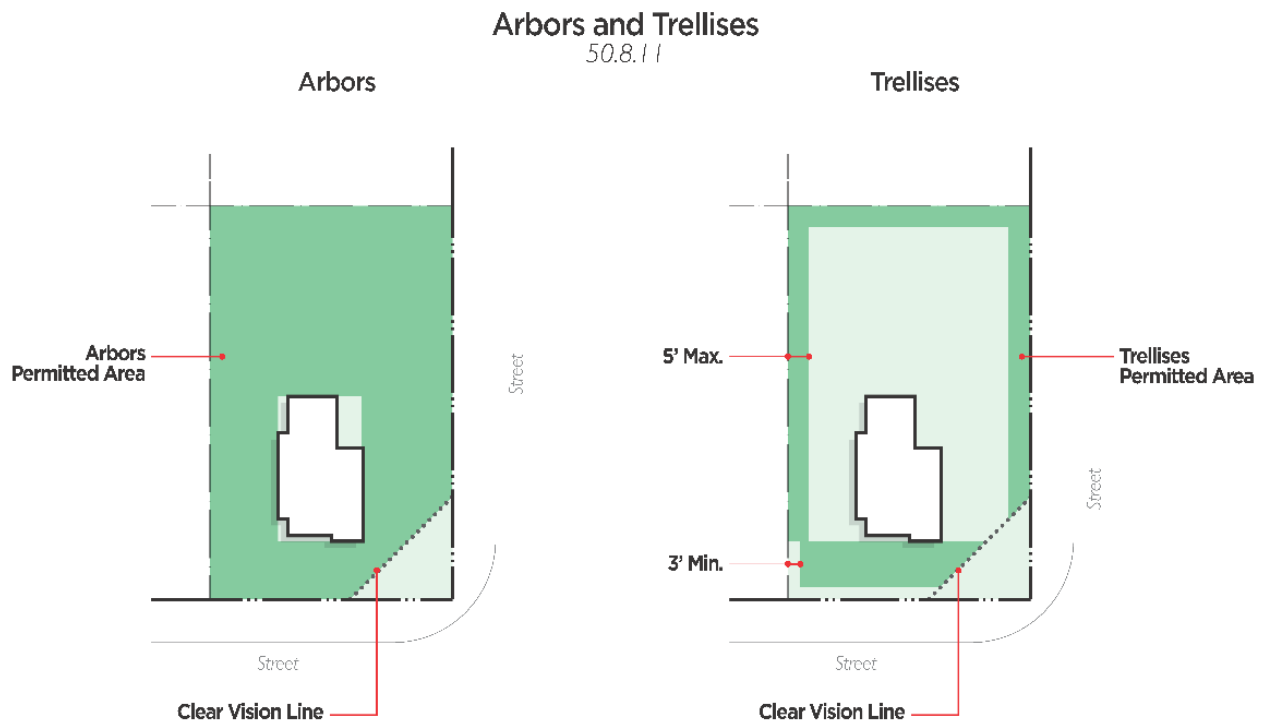 Arbors and Trellises
50.8.11
Arbors
Trellises
Arbors
Permitted Area
Street
5' Max.
Trellises
Permitted Area
Street
3' Min.
Street
Street
Clear Vision Line
Clear Vision Line